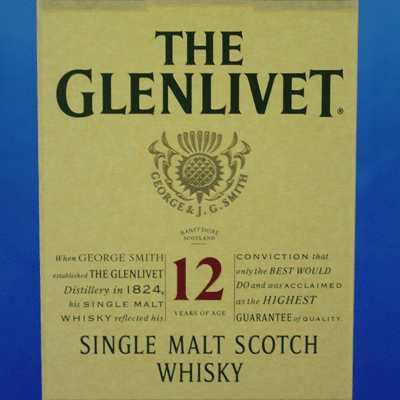 THE
GLENLIVET®
GEORGE & J.G. SMITH
BANFFSHIRE
SCOTLAND
When GEORGE SMITH
established THE GLENLIVET
Distillery in 1824,
his SINGLE MALT
WHISKY reflected his
12
YEARS OF AGE
CONVICTION that
only the BEST WOULD
DO and was ACCLAIMED
as the HIGHEST
GUARANTEE of QUALITY.
SINGLE MALT SCOTCH
WHISKY